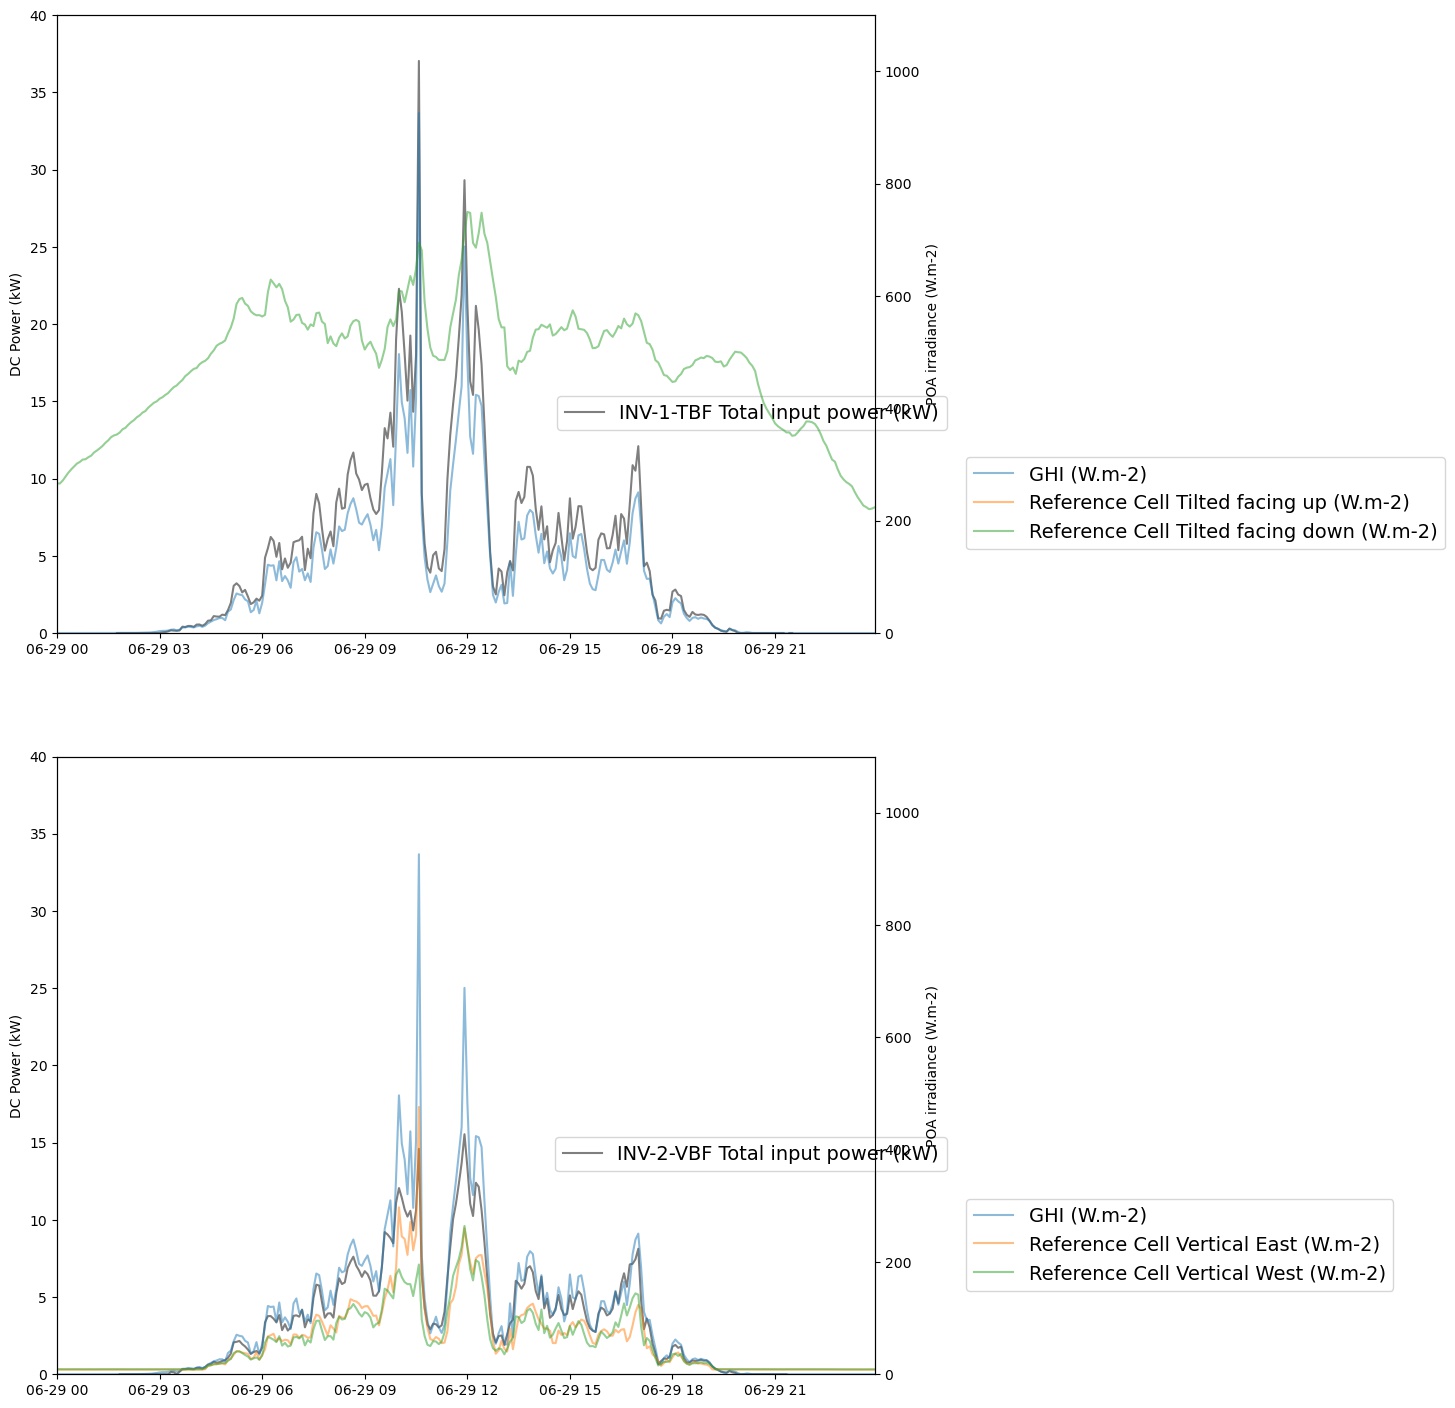 40
35
30
25
20
15
10
5
0
DC Power (kW)
1000
800
600
400
200
0
POA irradiance (W.m-2)
INV-1-TBF Total input power (kW)
GHI (W.m-2)
Reference Cell Tilted facing up (W.m-2)
Reference Cell Tilted facing down (W.m-2)
06-29 00 06-29 03 06-29 06 06-29 09 06-29 12 06-29 15 06-29 18 06-29 21
40
35
30
25
20
15
10
5
0
DC Power (kW)
1000
800
600
400
200
0
POA irradiance (W.m-2)
INV-2-VBF Total input power (kW)
GHI (W.m-2)
Reference Cell Vertical East (W.m-2)
Reference Cell Vertical West (W.m-2)
06-29 00 06-29 03 06-29 06 06-29 09 06-29 12 06-29 15 06-29 18 06-29 21